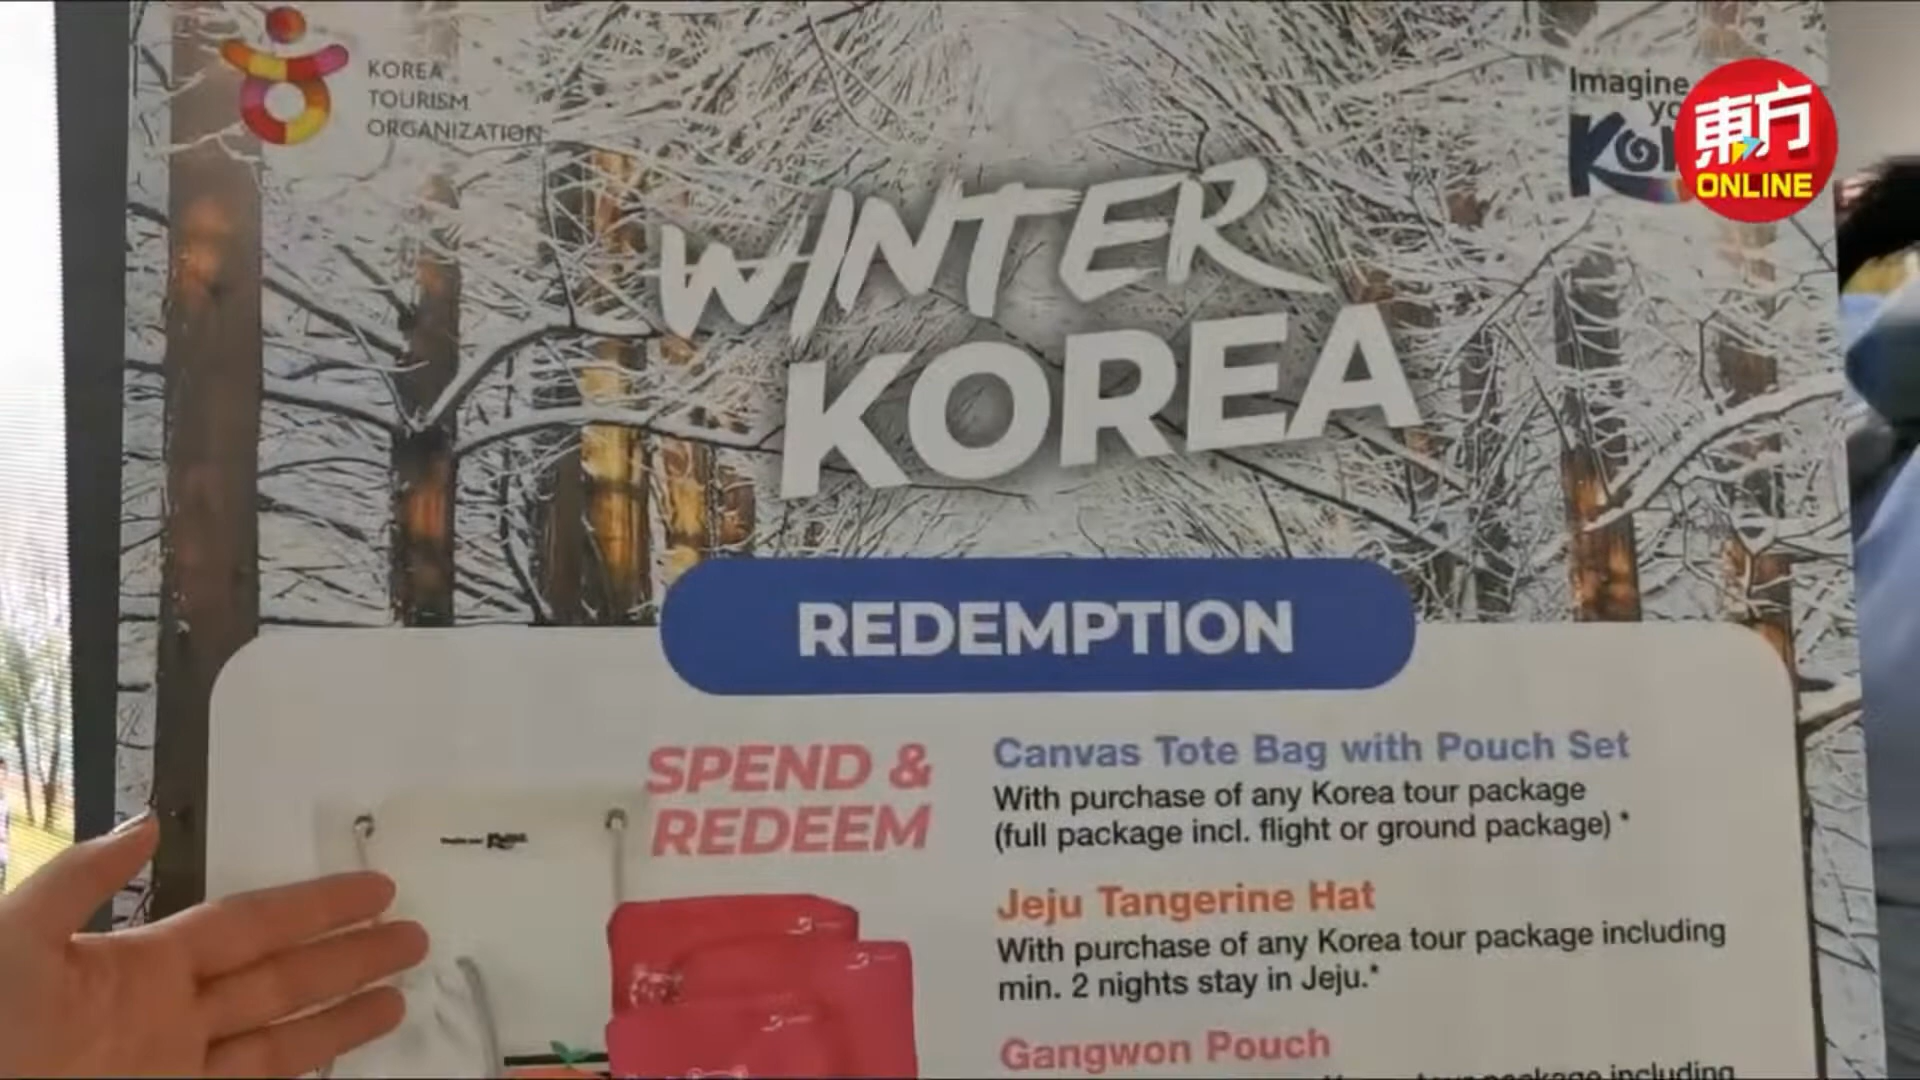 KOREA
TOURISM
ORGANIZATION
Imagine
東方
ONLINE
WINTER
KOREA
REDEMPTION
SPEND &
REDEEM
Canvas Tote Bag with Pouch Set
With purchase of any Korea tour package
(full package incl. flight or ground package) *
Jeju Tangerine Hat
With purchase of any Korea tour package including
min. 2 nights stay in Jeju.*
Gangwon Pouch
package including